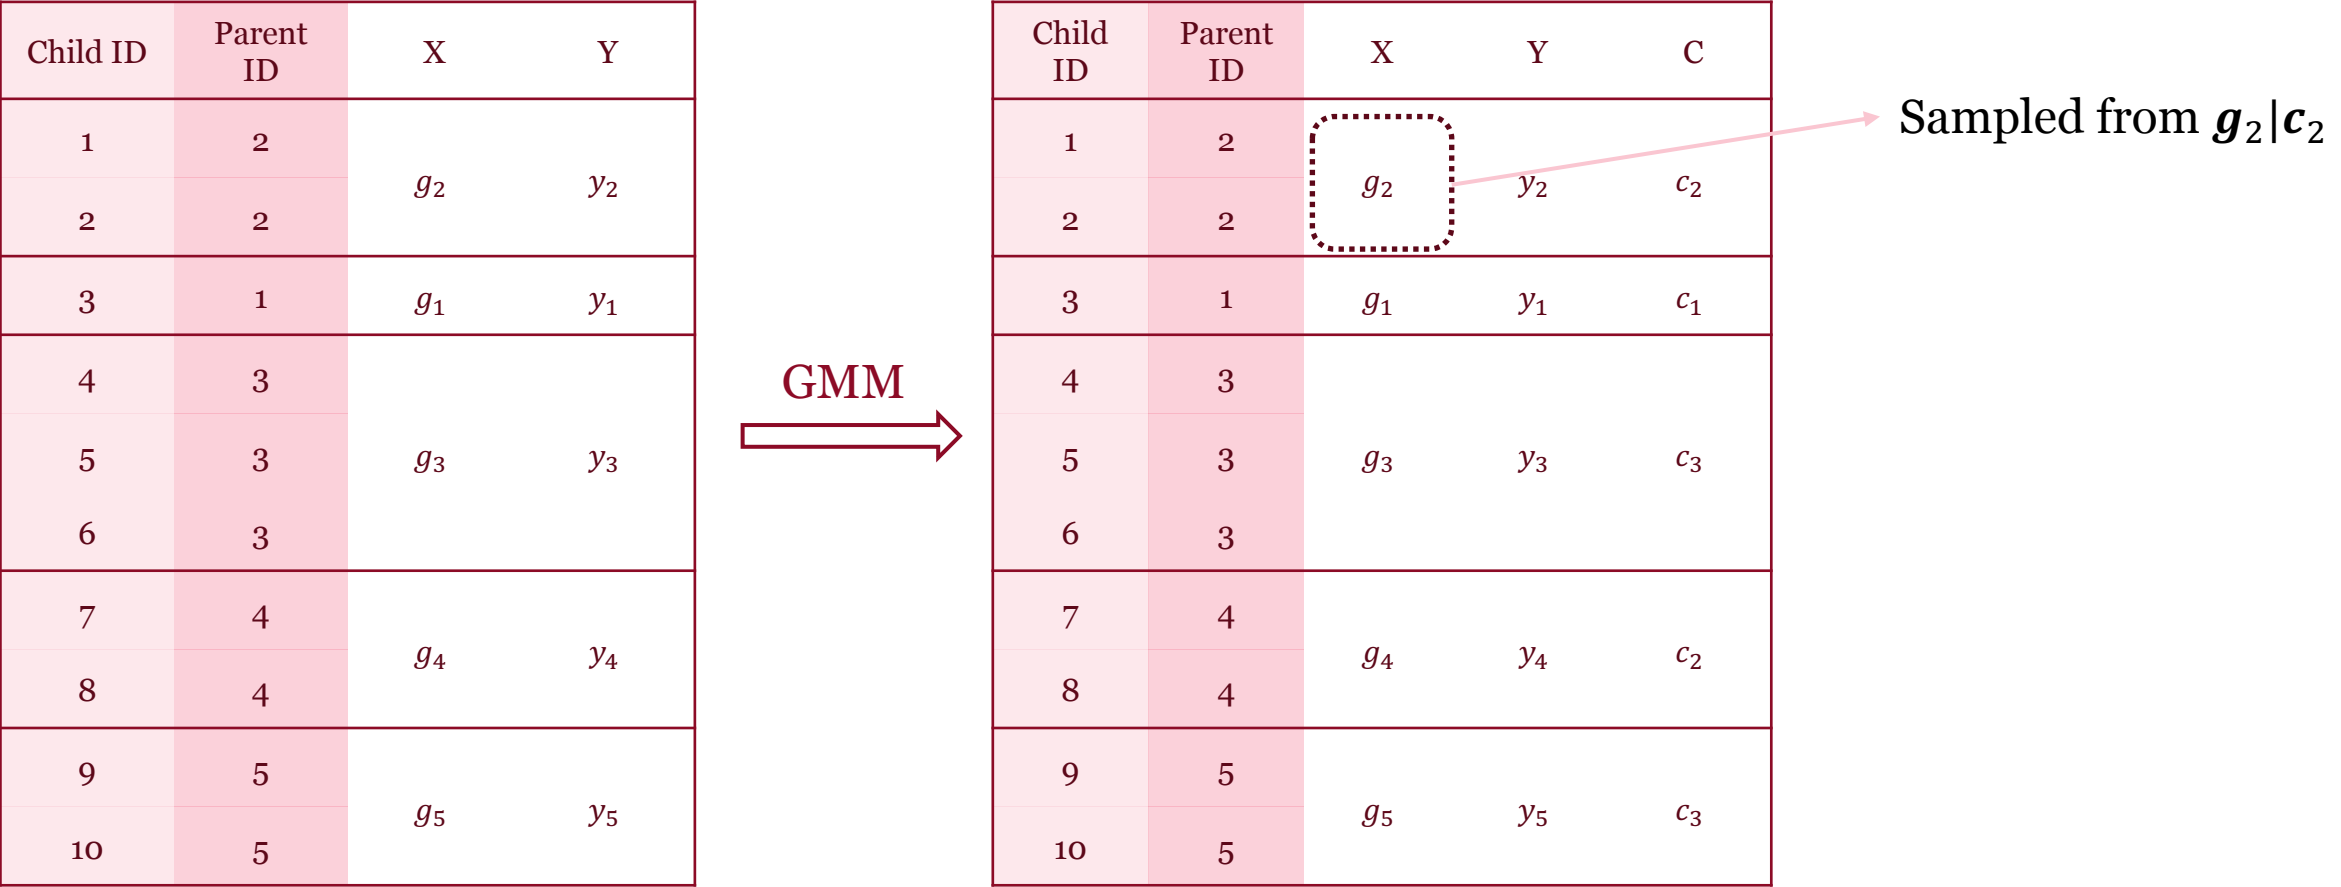 Child ID Parent ID X Y
1 2 g₂ y₂
2 2
3 1 g₁ y₁
4 3
5 3 g₃ y₃
6 3
7 4 g₄ y₄
8 4
9 5 g₅ y₅
10 5
GMM
Child ID Parent ID X Y C
1 2 g₂ y₂ c₂
2 2
3 1 g₁ y₁ c₁
4 3
5 3 g₃ y₃ c₃
6 3
7 4 g₄ y₄ c₂
8 4
9 5 g₅ y₅ c₃
10 5
Sampled from g₂|c₂